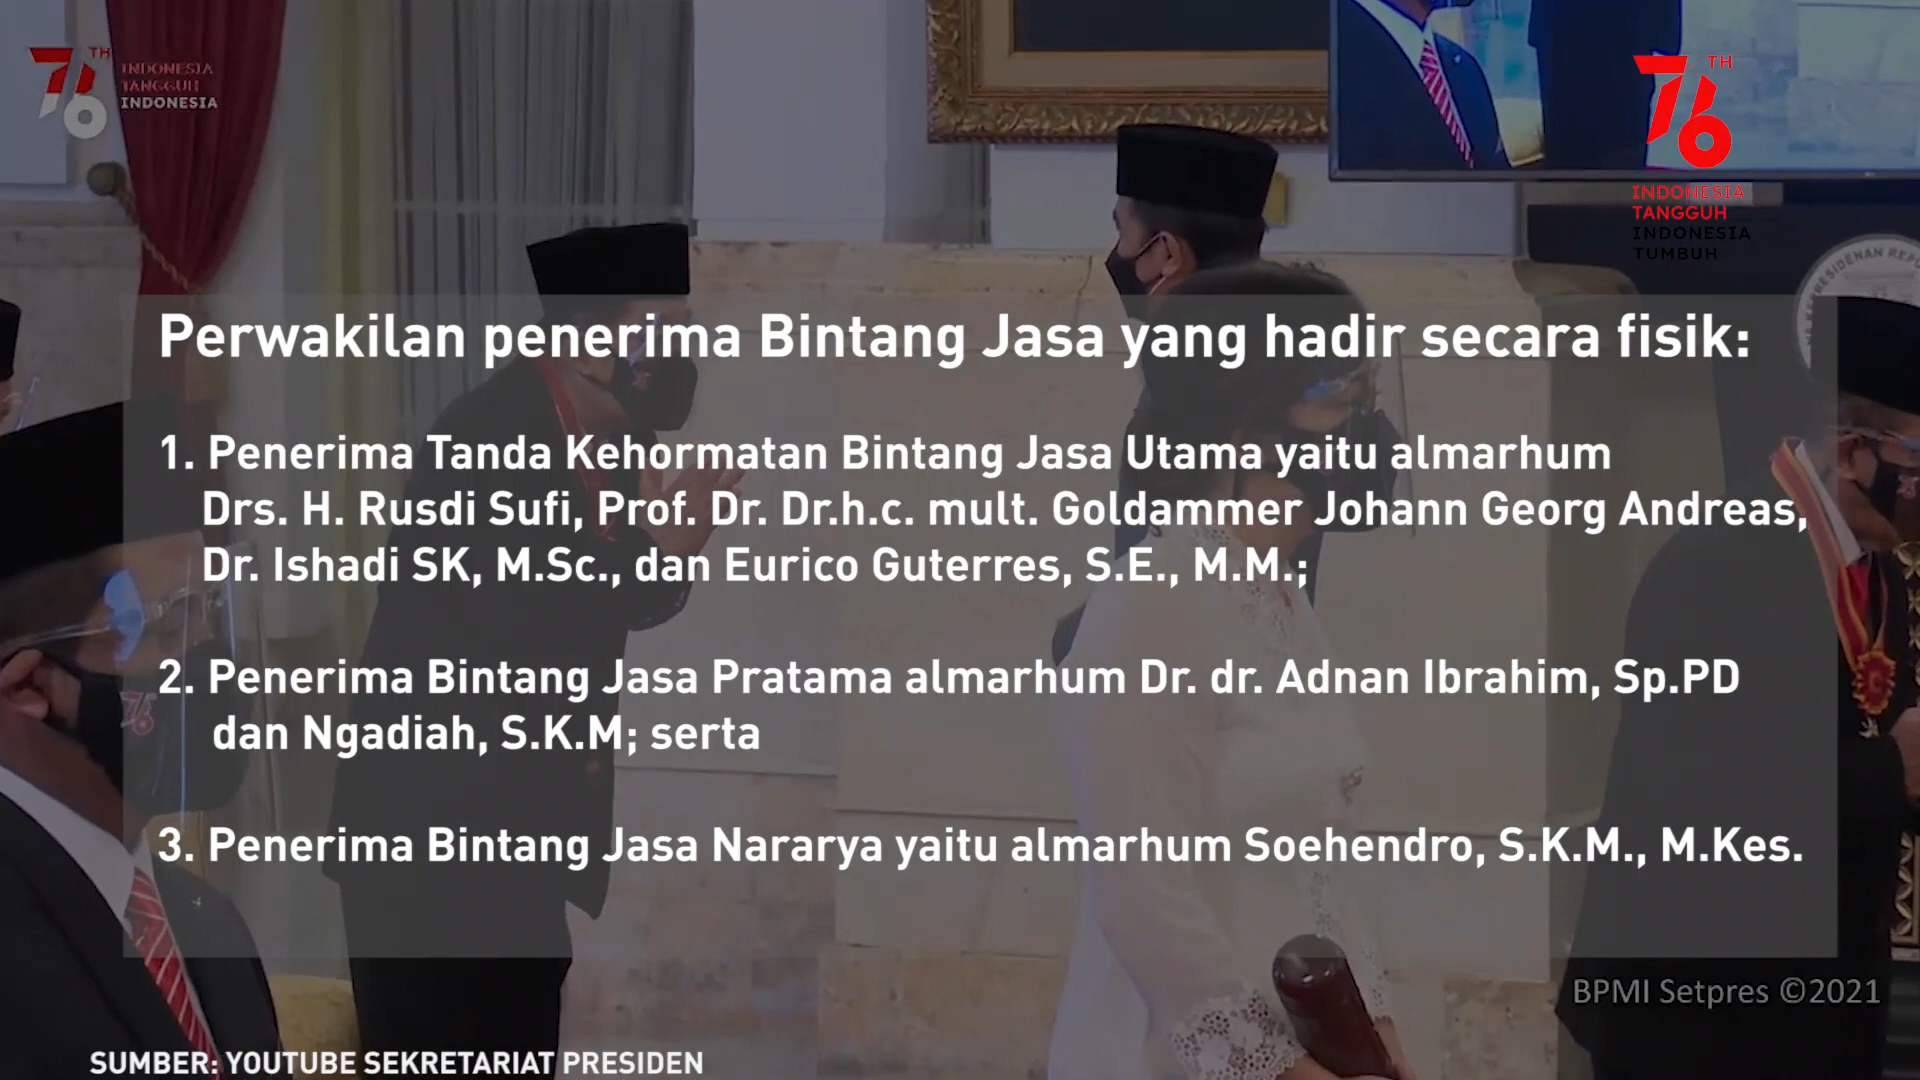 76TH
INDONESIA
TANGGUH
INDONESIA
76TH
INDONESIA
TANGGUH
INDONESIA
TUMBUH
Perwakilan penerima Bintang Jasa yang hadir secara fisik:
1. Penerima Tanda Kehormatan Bintang Jasa Utama yaitu almarhum
Drs. H. Rusdi Sufi, Prof. Dr. Dr.h.c. mult. Goldammer Johann Georg Andreas,
Dr. Ishadi SK, M.Sc., dan Eurico Guterres, S.E., M.M.;
2. Penerima Bintang Jasa Pratama almarhum Dr. dr. Adnan Ibrahim, Sp.PD
dan Ngadiah, S.K.M; serta
3. Penerima Bintang Jasa Nararya yaitu almarhum Soehendro, S.K.M., M.Kes.
BPMI Setpres ©2021
SUMBER: YOUTUBE SEKRETARIAT PRESIDEN